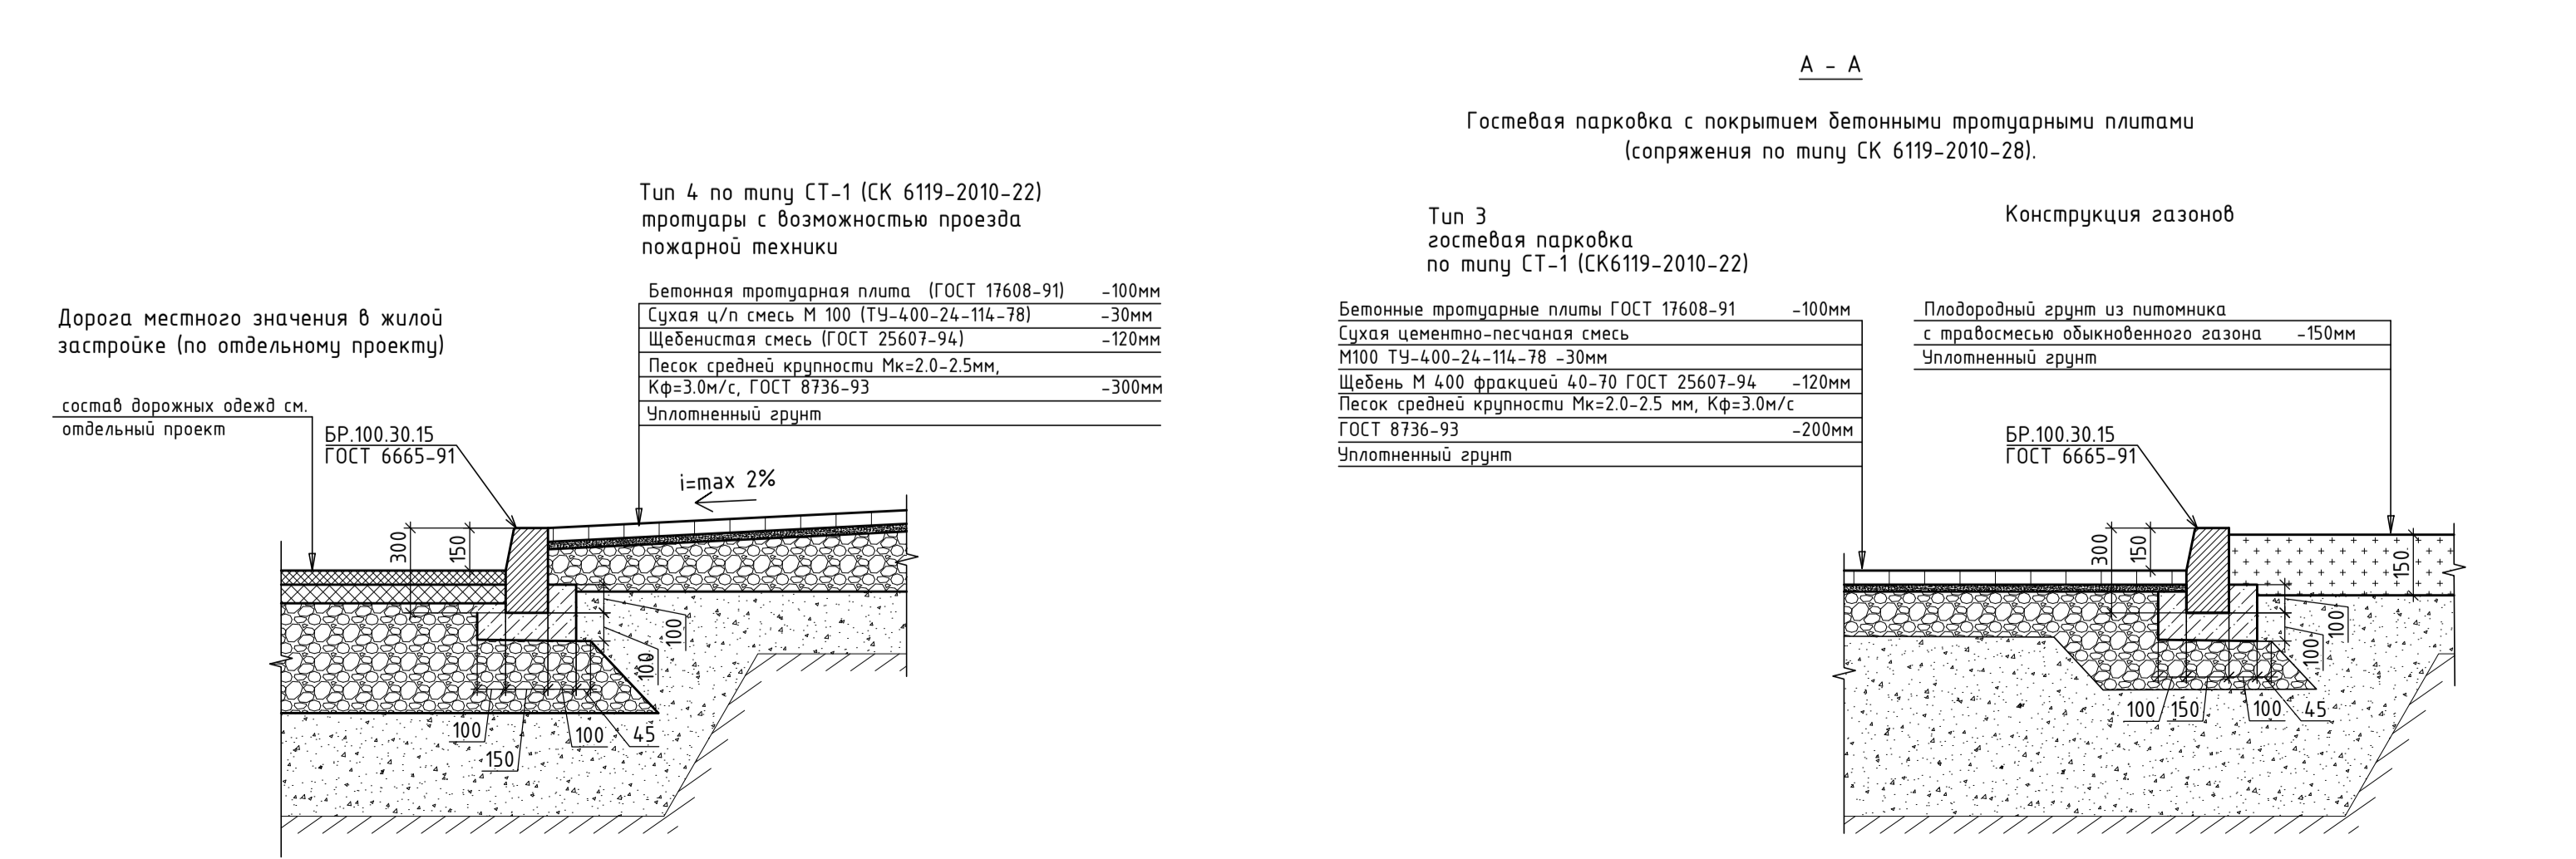 А - А
Гостевая парковка с покрытием бетонными тротуарными плитами
(сопряжения по типу СК 6119-2010-28).
Тип 4 по типу СТ-1 (СК 6119-2010-22)
тротуары с возможностью проезда
пожарной техники
Бетонная тротуарная плита (ГОСТ 17608-91) -100мм
Сухая ц/п смесь М 100 (ТУ-400-24-114-78) -30мм
Щебенистая смесь (ГОСТ 25607-94) -120мм
Песок средней крупности Мк=2.0-2.5мм,
Кф=3.0м/с, ГОСТ 8736-93 -300мм
Уплотненный грунт
Дорога местного значения в жилой
застройке (по отдельному проекту)
состав дорожных одежд см.
отдельный проект
БР.100.30.15
ГОСТ 6665-91
i=max 2%
300
150
100
100
100
150
100
45
Тип 3
гостевая парковка
по типу СТ-1 (СК6119-2010-22)
Бетонные тротуарные плиты ГОСТ 17608-91 -100мм
Сухая цементно-песчаная смесь
М100 ТУ-400-24-114-78 -30мм
Щебень М 400 фракцией 40-70 ГОСТ 25607-94 -120мм
Песок средней крупности Мк=2.0-2.5 мм, Кф=3.0м/с
ГОСТ 8736-93 -200мм
Уплотненный грунт
Конструкция газонов
Плодородный грунт из питомника
с травосмесью обыкновенного газона -150мм
Уплотненный грунт
БР.100.30.15
ГОСТ 6665-91
300
150
150
100
100
100
150
100
45